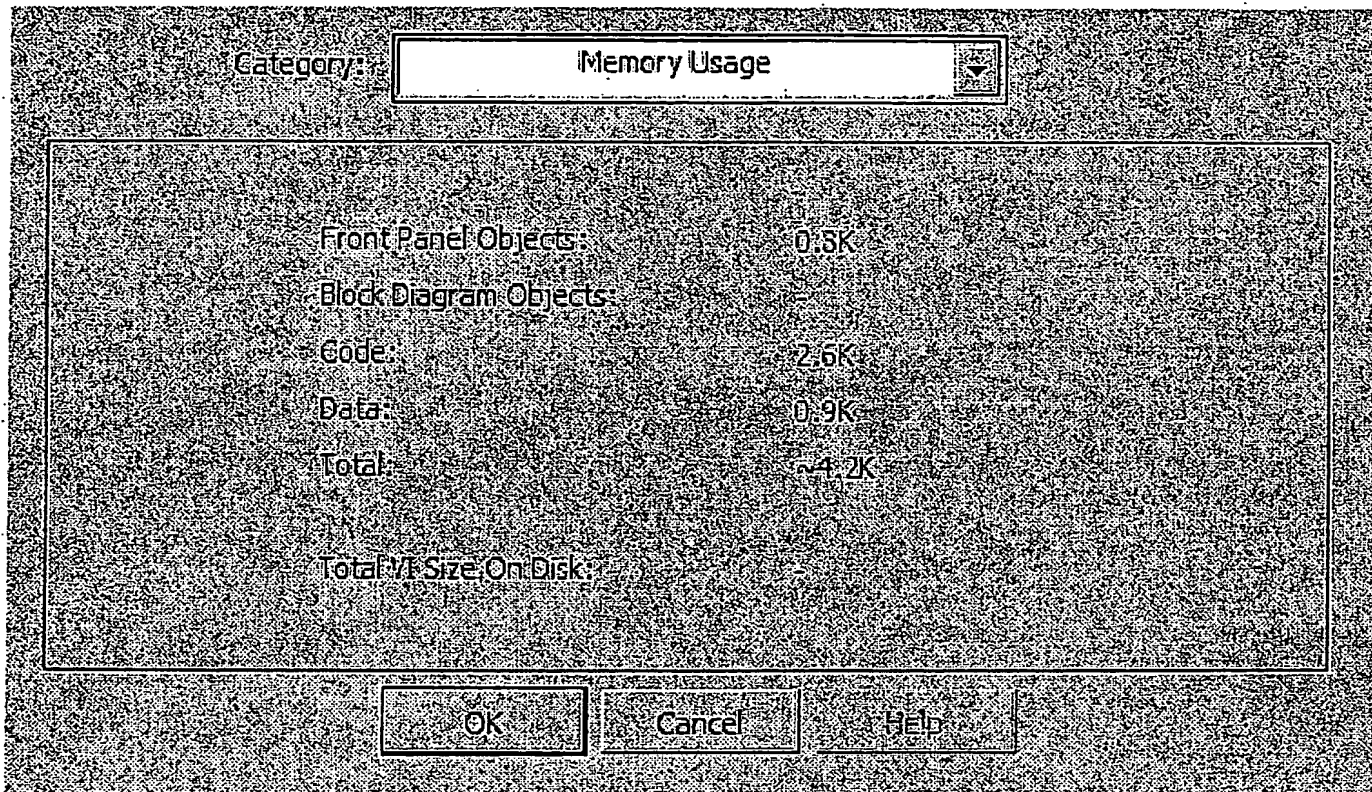 Category: Memory Usage
Front Panel Objects: 0.8K
Block Diagram Objects: -
Code: 2.6K
Data: 0.9K
Total: ~4.2K
Total VI Size On Disk: -
OK Cancel Help